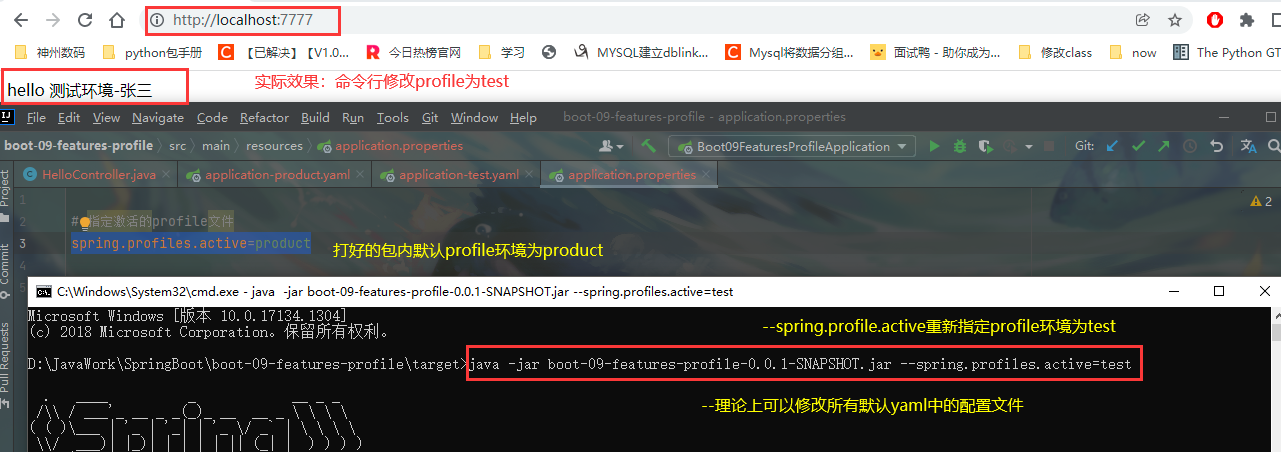 http://localhost:7777
神州数码 python包手册 【已解决】【V1.0... 今日热榜官网 学习 MYSQL建立dblink... Mysql将数据分组... 面试鸭 - 助你成为... 修改class now The Python GT
实际效果：命令行修改profile为test
hello 测试环境-张三
File Edit View Navigate Code Refactor Build Run Tools Git Window Help boot-09-features-profile - application.properties
boot-09-features-profile src main resources application.properties Boot09FeaturesProfileApplication Git:
HelloController.java application-product.yaml application-test.yaml application.properties
Project
Commit
Pull Requests
1
2 # 指定激活的profile文件 2
3 spring.profiles.active=product
打好的包内默认profile环境为product
4
5
C:\Windows\System32\cmd.exe - java -jar boot-09-features-profile-0.0.1-SNAPSHOT.jar --spring.profiles.active=test
Microsoft Windows [版本 10.0.17134.1304]
(c) 2018 Microsoft Corporation。保留所有权利。
--spring.profile.active重新指定profile环境为test
D:\JavaWork\SpringBoot\boot-09-features-profile\target>java -jar boot-09-features-profile-0.0.1-SNAPSHOT.jar --spring.profiles.active=test
--理论上可以修改所有默认yaml中的配置文件